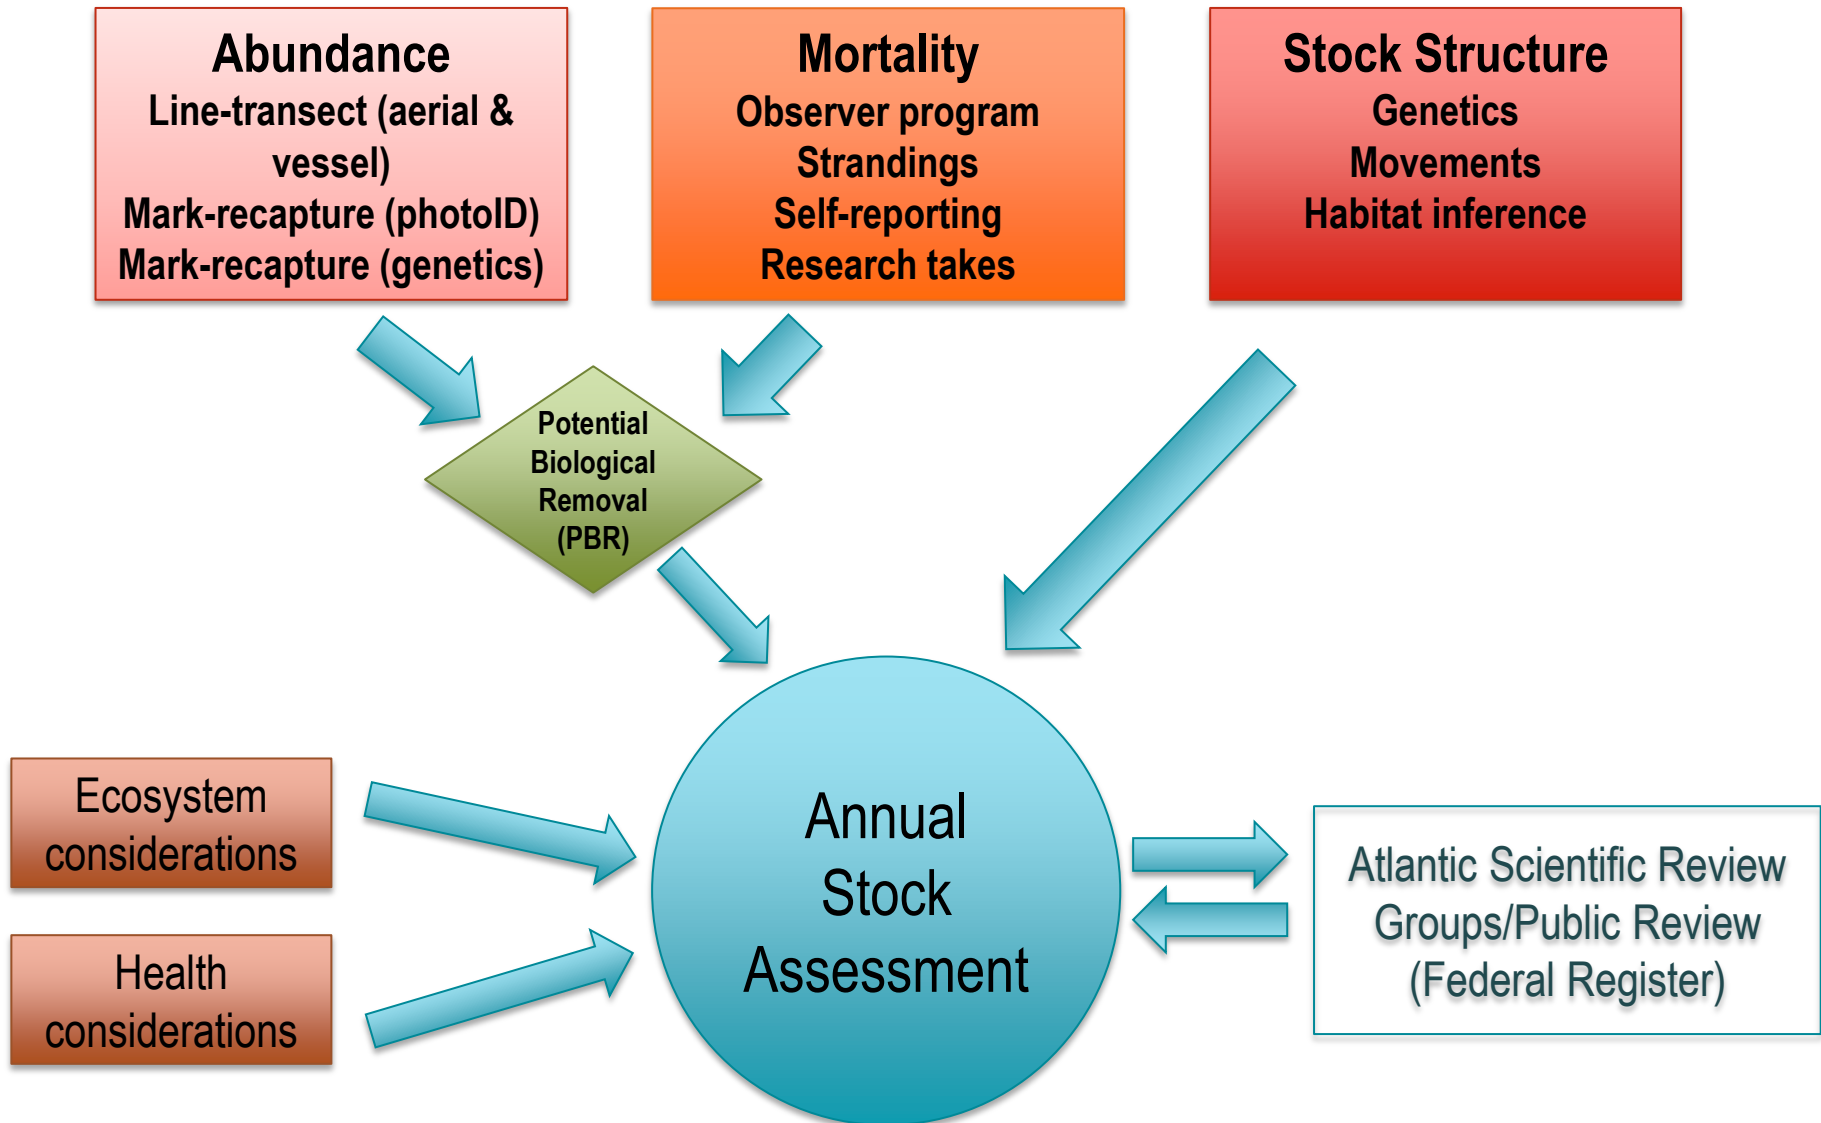 Abundance
Line-transect (aerial &
vessel)
Mark-recapture (photoID)
Mark-recapture (genetics)
Mortality
Observer program
Strandings
Self-reporting
Research takes
Stock Structure
Genetics
Movements
Habitat inference
Potential
Biological
Removal
(PBR)
Ecosystem
considerations
Health
considerations
Annual
Stock
Assessment
Atlantic Scientific Review
Groups/Public Review
(Federal Register)